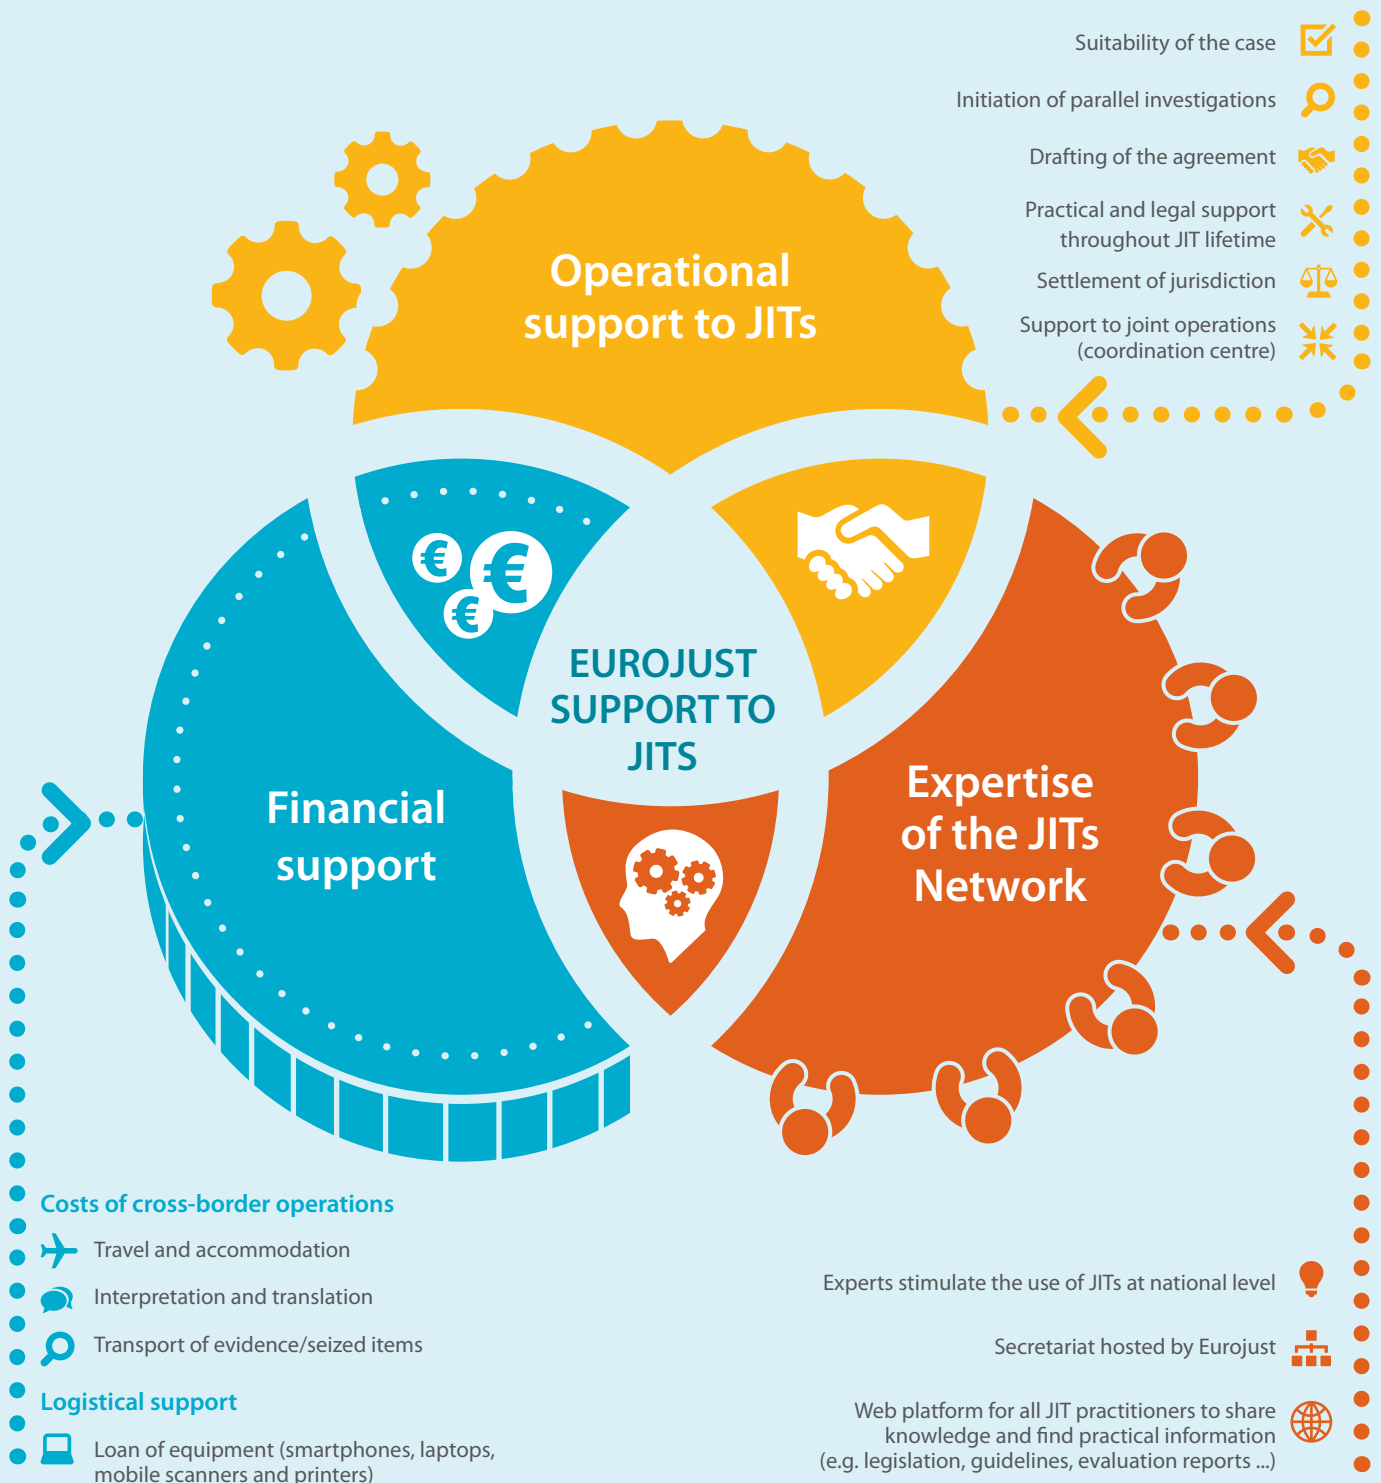 Suitability of the case
Initiation of parallel investigations
Drafting of the agreement
Practical and legal support
throughout JIT lifetime
Settlement of jurisdiction
Support to joint operations
(coordination centre)
Operational
support to JITs
€
€
€
EUROJUST
SUPPORT TO
JITS
Financial
support
Expertise
of the JITs
Network
Costs of cross-border operations
Travel and accommodation
Interpretation and translation
Transport of evidence/seized items
Logistical support
Loan of equipment (smartphones, laptops,
mobile scanners and printers)
Experts stimulate the use of JITs at national level
Secretariat hosted by Eurojust
Web platform for all JIT practitioners to share
knowledge and find practical information
(e.g. legislation, guidelines, evaluation reports ...)